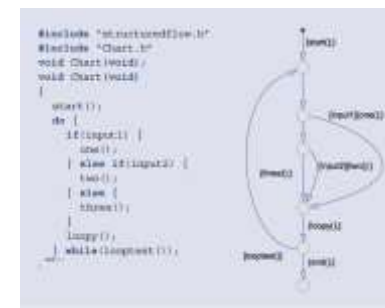 #include "structuredflow.h"
#include "Chart.h"
void Chart(void);
void Chart(void)
{
start();
do {
if(input1) {
one();
} else if(input2) {
two();
} else {
three();
}
loopy();
} while(looptest());
{start();}
[input1]{one();}
[input2]{two();}
{three();}
{loopy();}
[looptest()]
{end();}